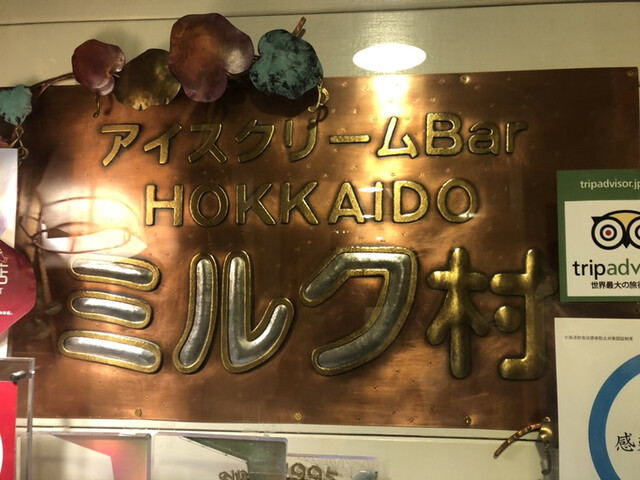 アイスクリームBar
HOKKAiDO
ミルク村
tripadvisor.jp
tripadv
世界最大の旅
1995